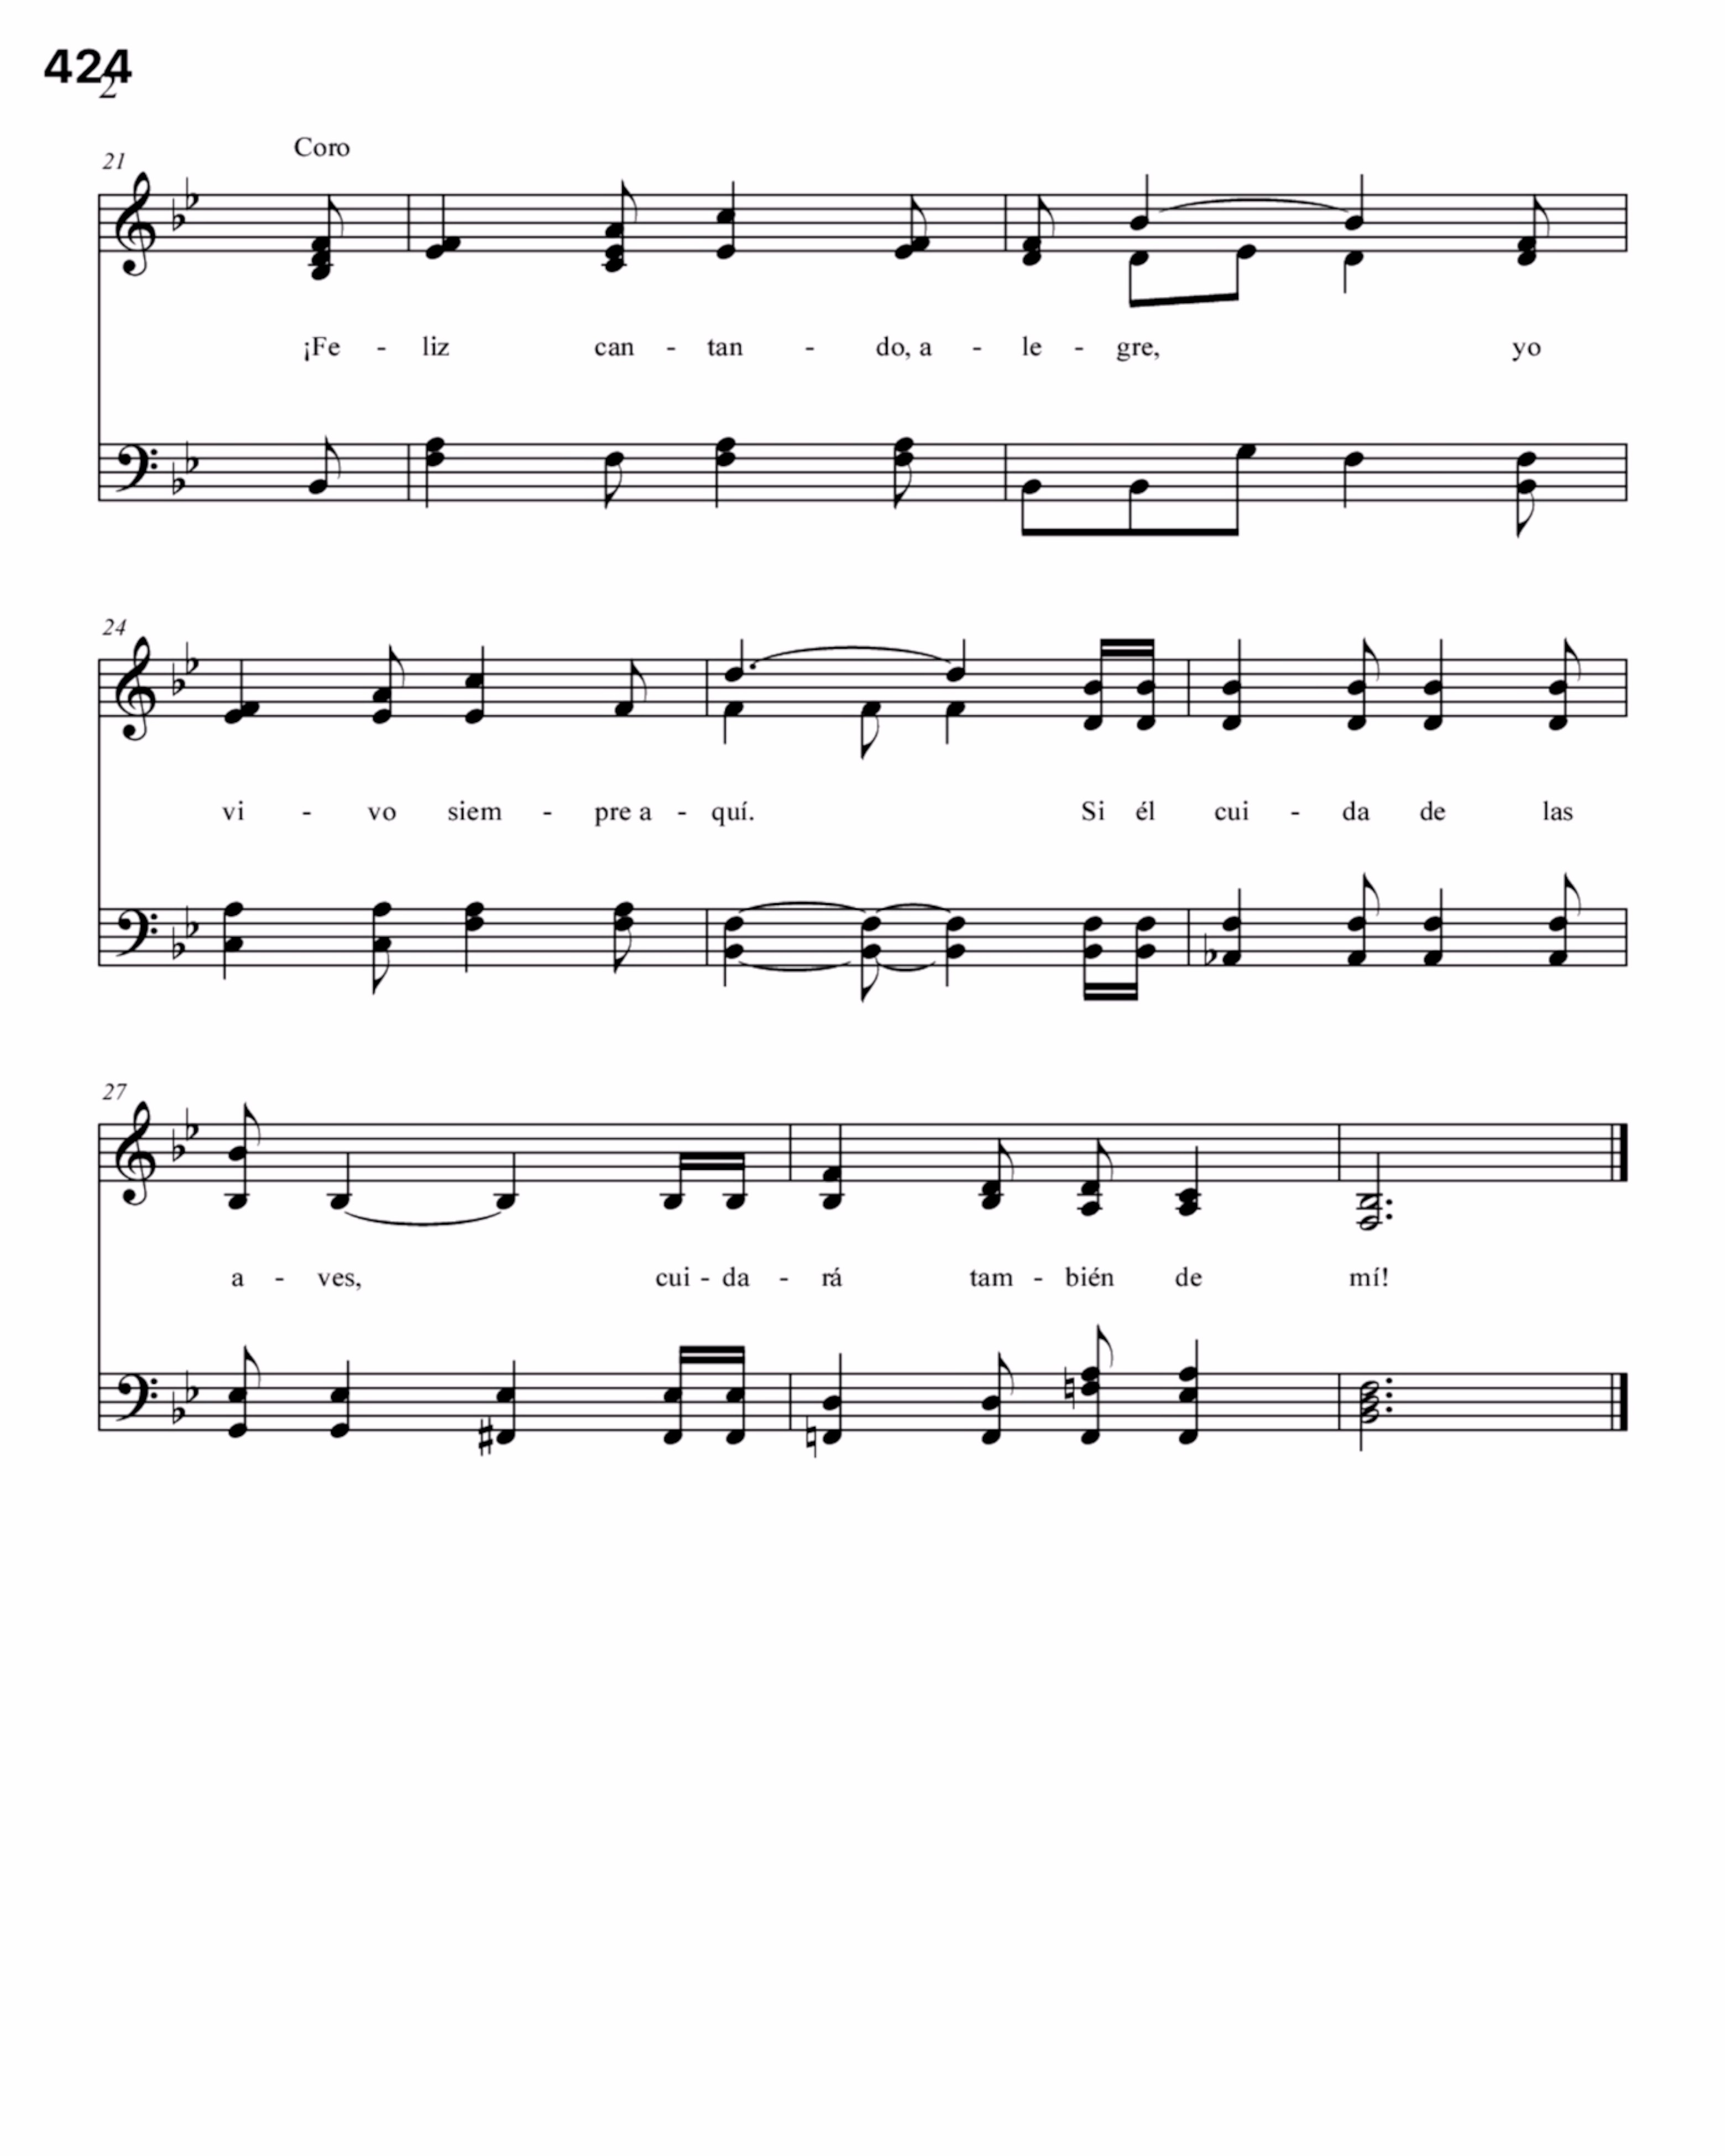 424
2
Coro
21
¡Fe - liz can - tan - do, a - le - gre, yo
24
vi - vo siem - pre a - quí. Si él cui - da de las
27
a - ves, cui - da - rá tam - bién de mí!